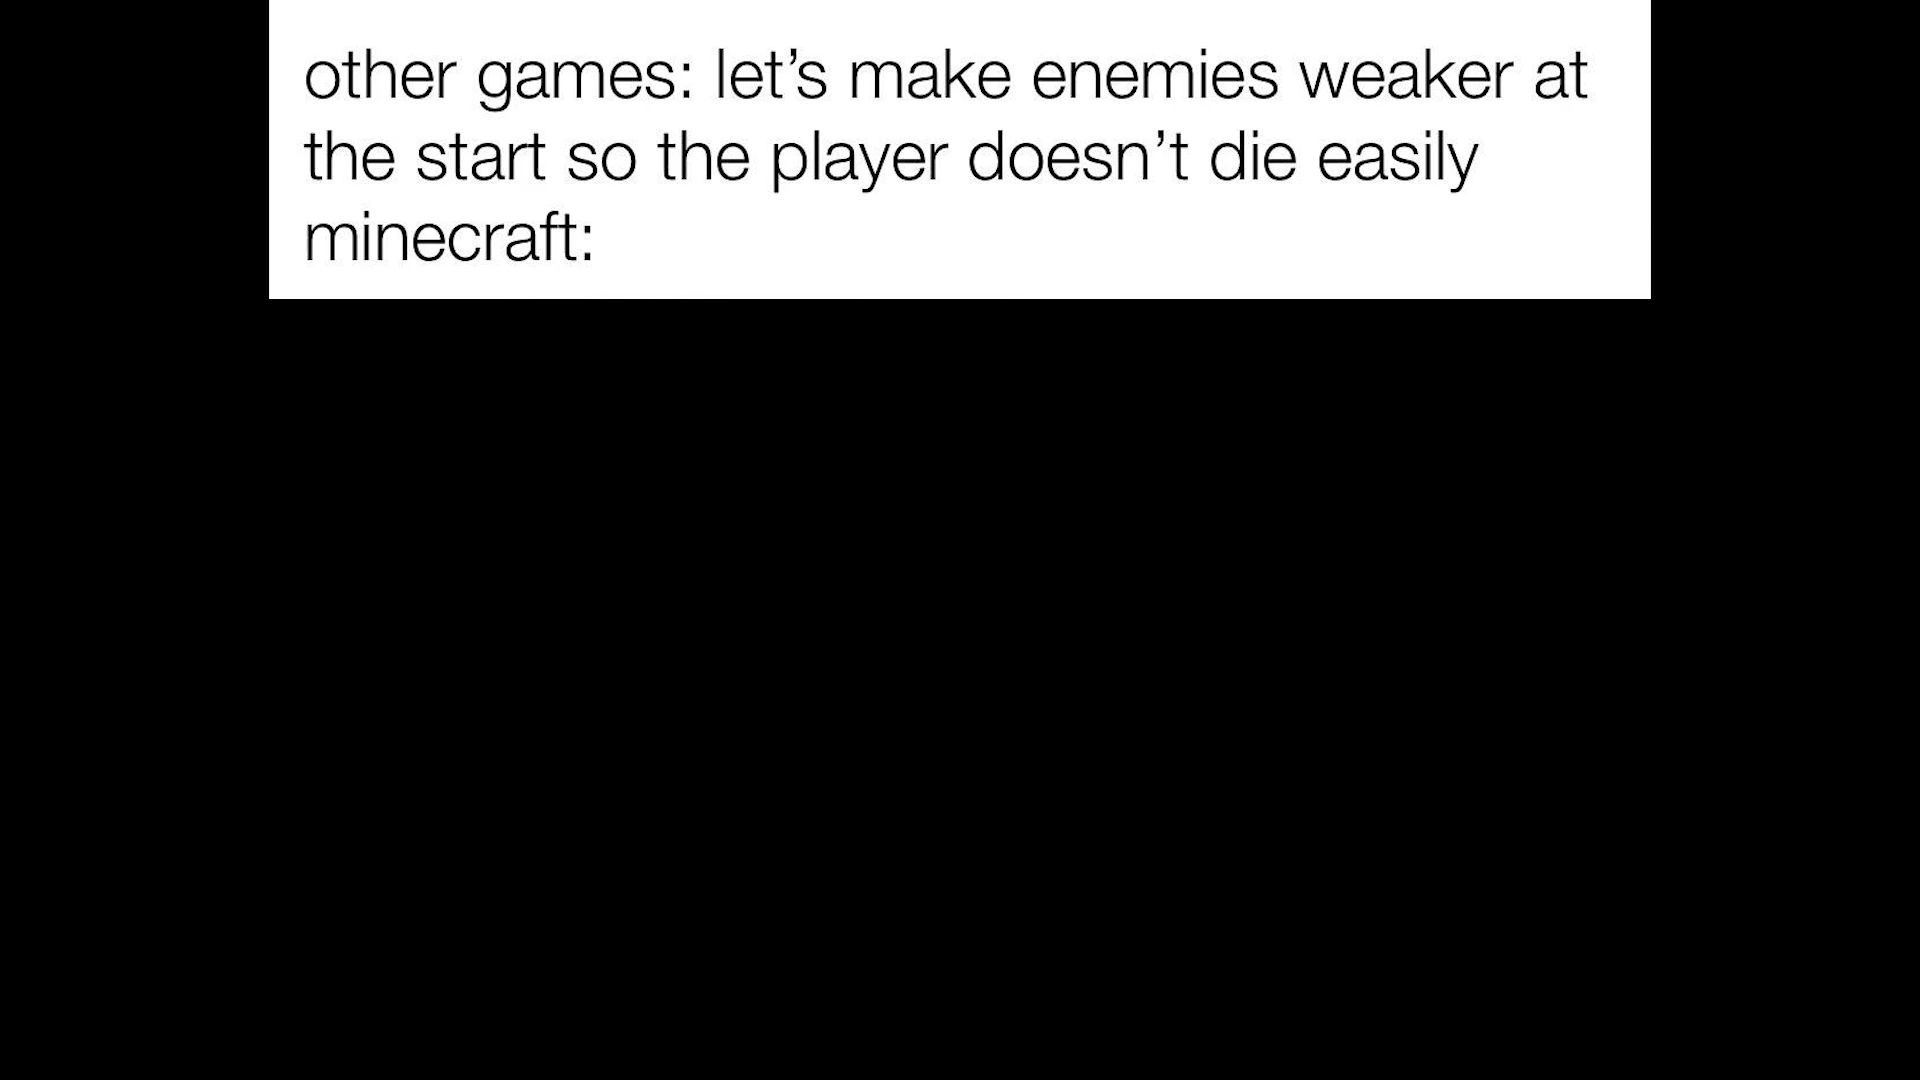 other games: let’s make enemies weaker at
the start so the player doesn’t die easily
minecraft: